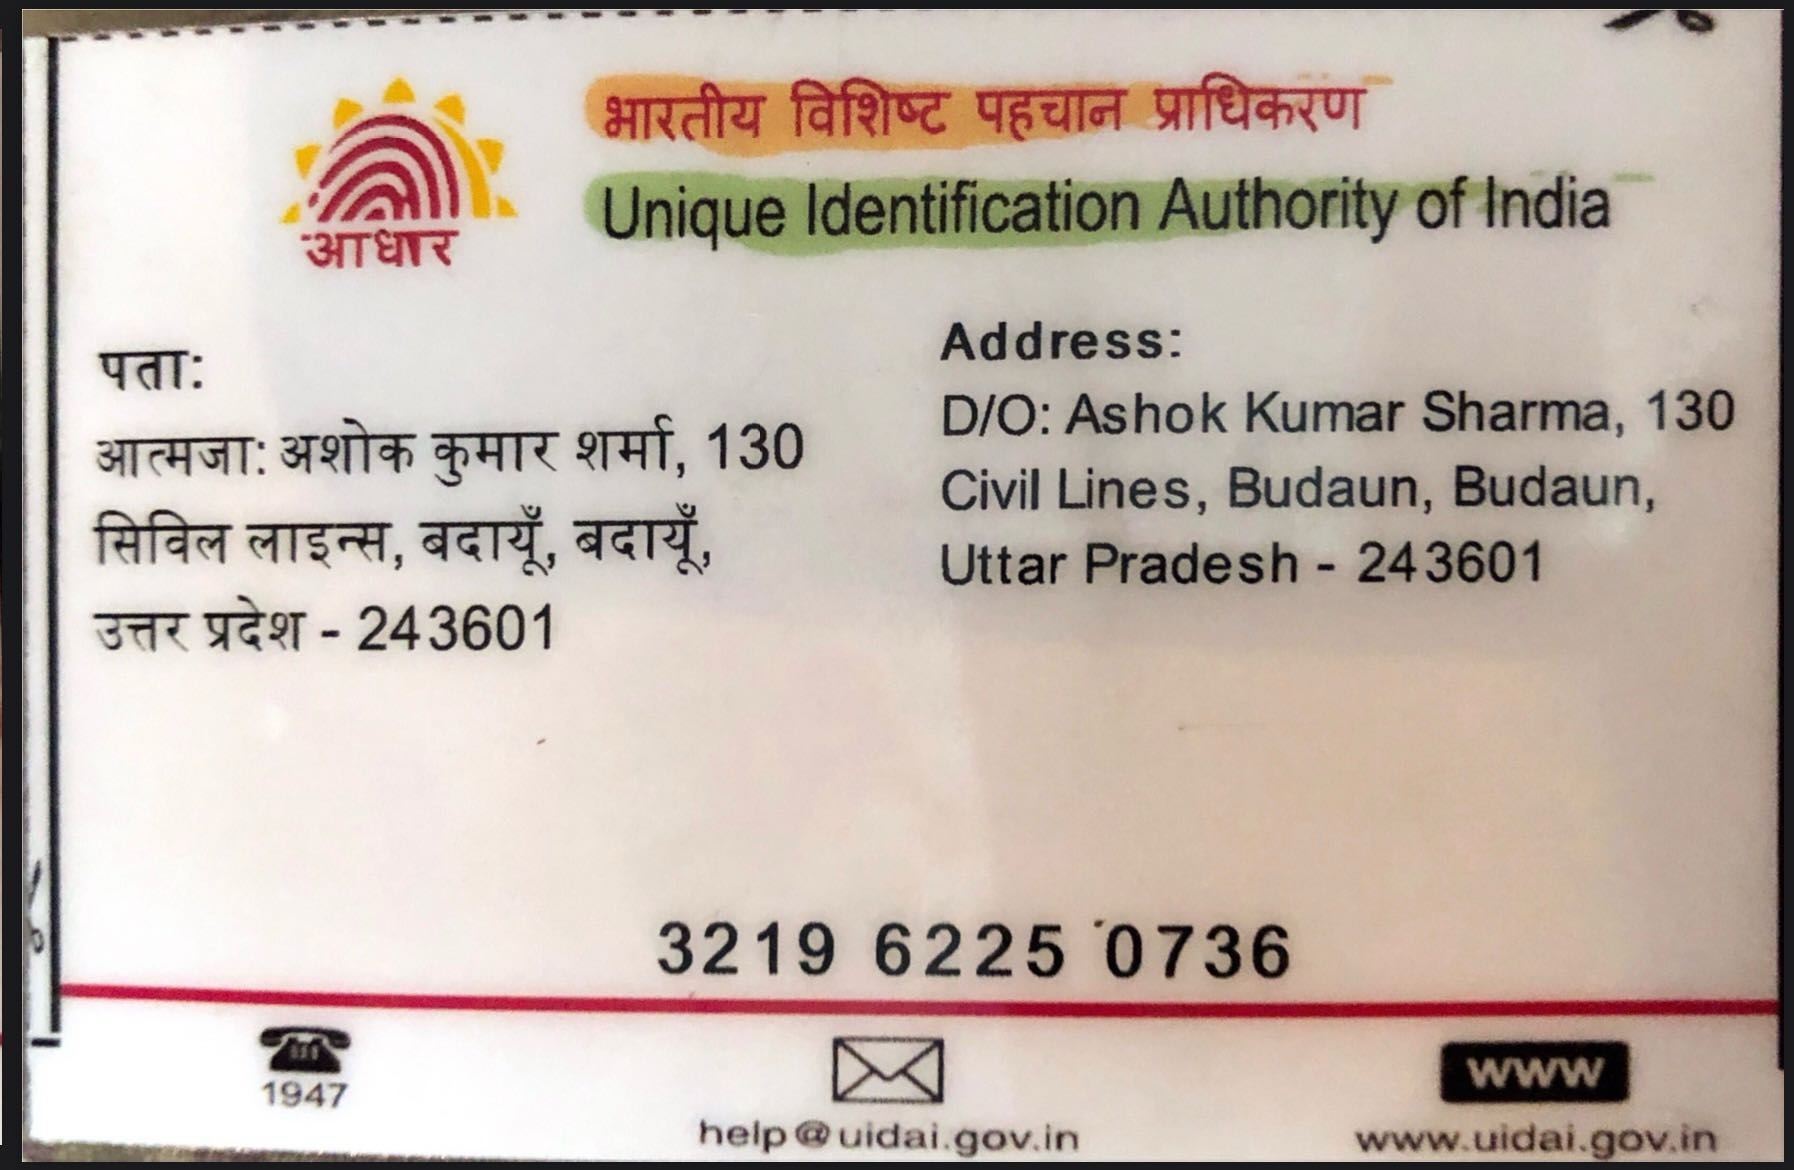 भारतीय विशिष्ट पहचान प्राधिकरण
Unique Identification Authority of India
आधार
पता:
आत्मजा: अशोक कुमार शर्मा, 130
सिविल लाइन्स, बदायूँ, बदायूँ,
उत्तर प्रदेश - 243601
Address:
D/O: Ashok Kumar Sharma, 130
Civil Lines, Budaun, Budaun,
Uttar Pradesh - 243601
3219 6225 0736
1947
help@uidai.gov.in
www
www.uidai.gov.in